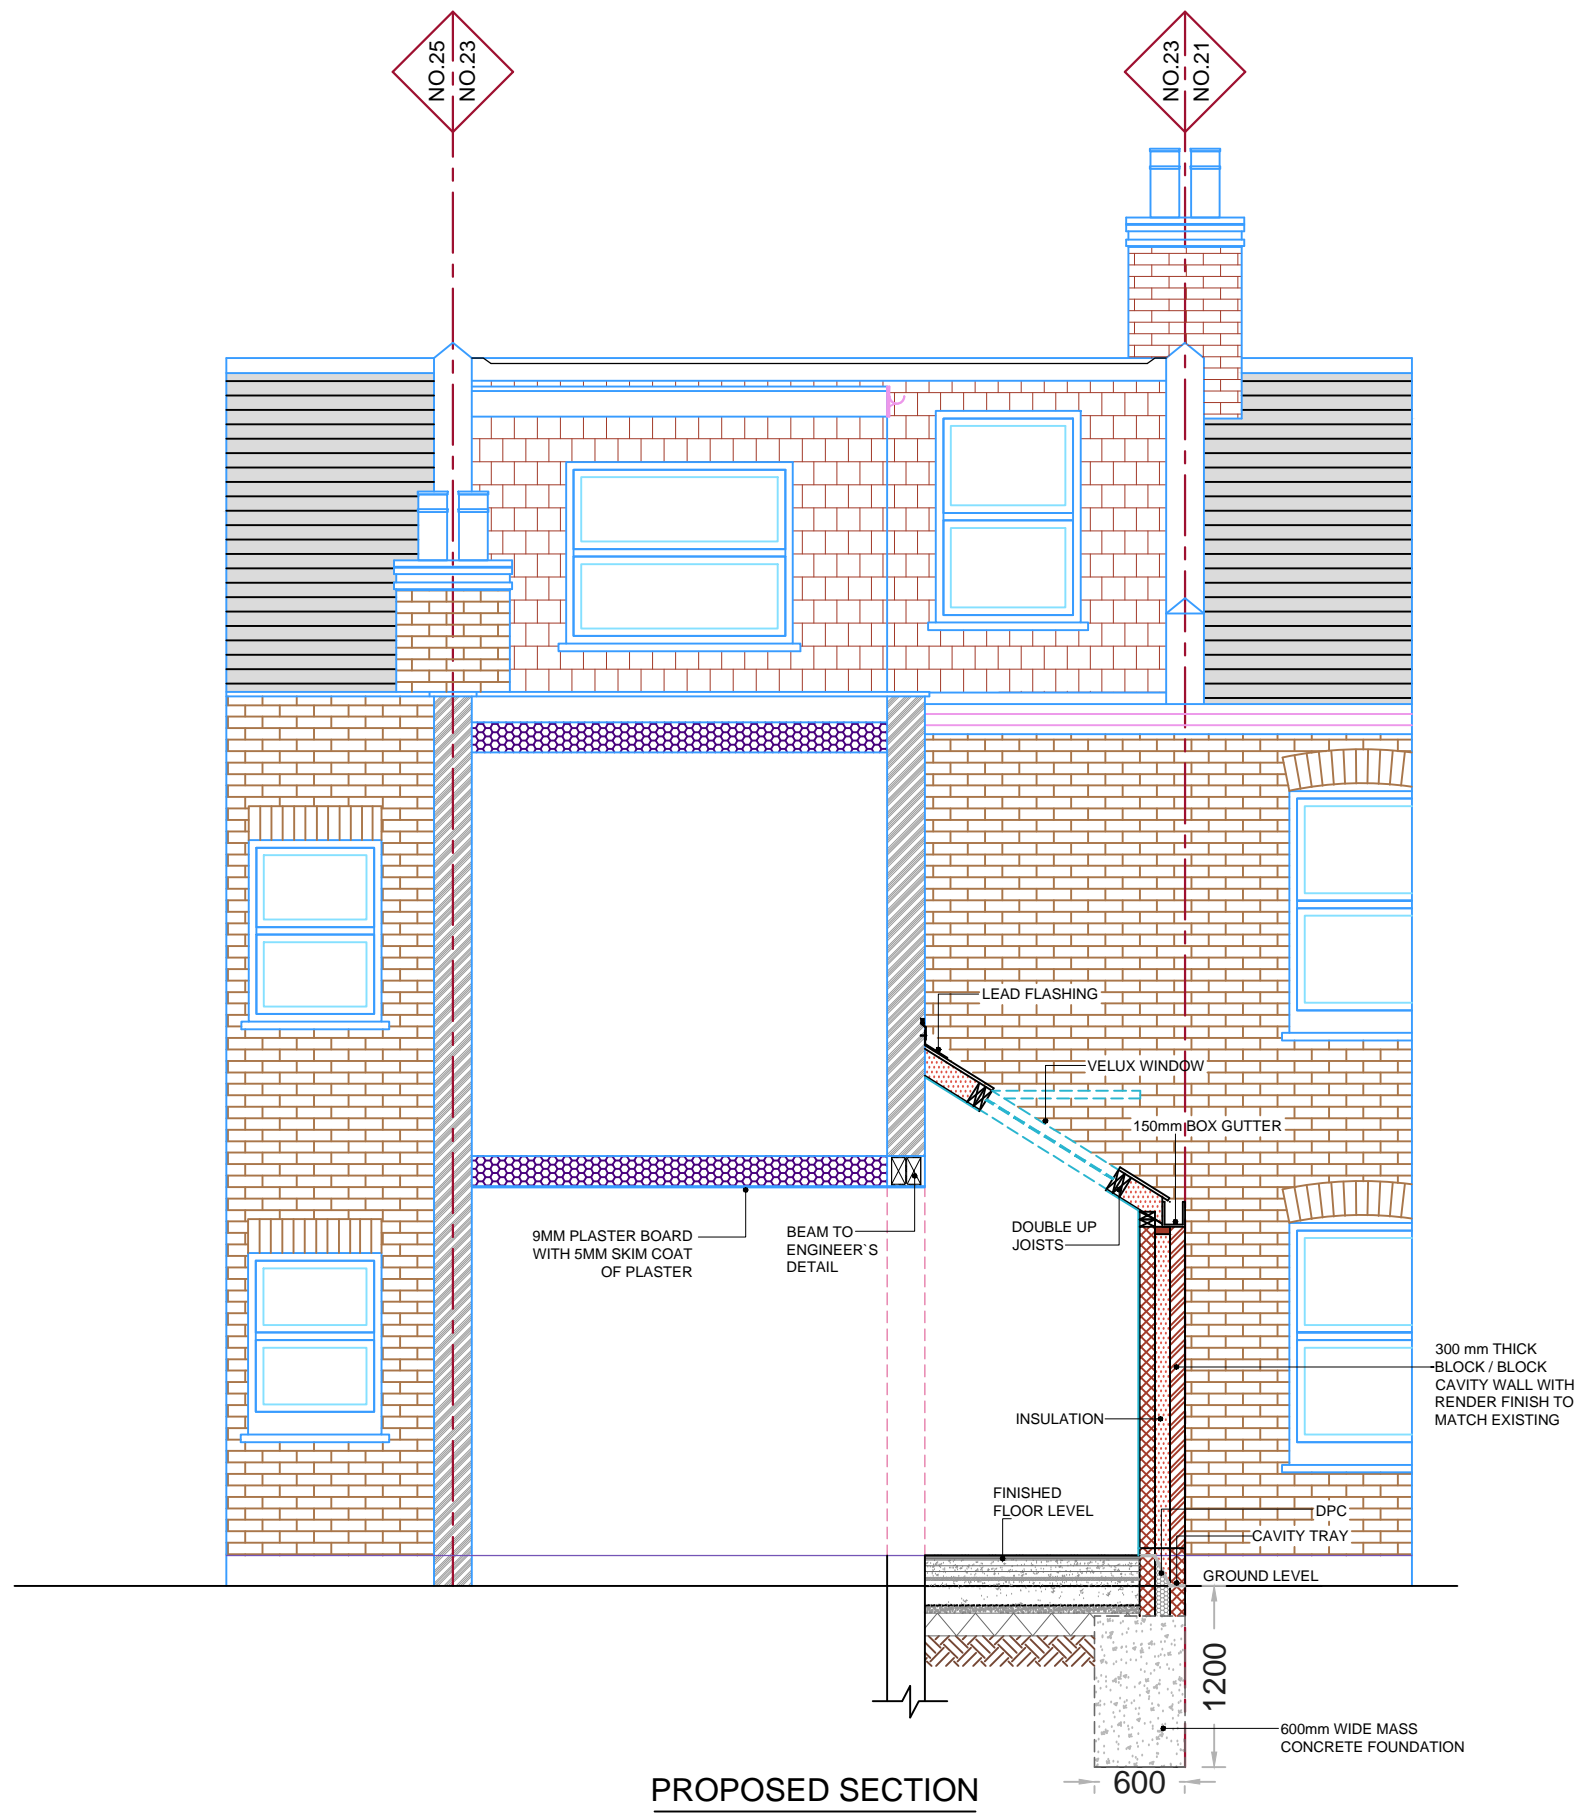 NO.25
NO.23
NO.23
NO.21
LEAD FLASHING
VELUX WINDOW
150mm BOX GUTTER
9MM PLASTER BOARD
WITH 5MM SKIM COAT
OF PLASTER
BEAM TO
ENGINEER`S
DETAIL
DOUBLE UP
JOISTS
300 mm THICK
BLOCK / BLOCK
CAVITY WALL WITH
RENDER FINISH TO
MATCH EXISTING
INSULATION
FINISHED
FLOOR LEVEL
DPC
CAVITY TRAY
GROUND LEVEL
1200
600mm WIDE MASS
CONCRETE FOUNDATION
600
PROPOSED SECTION